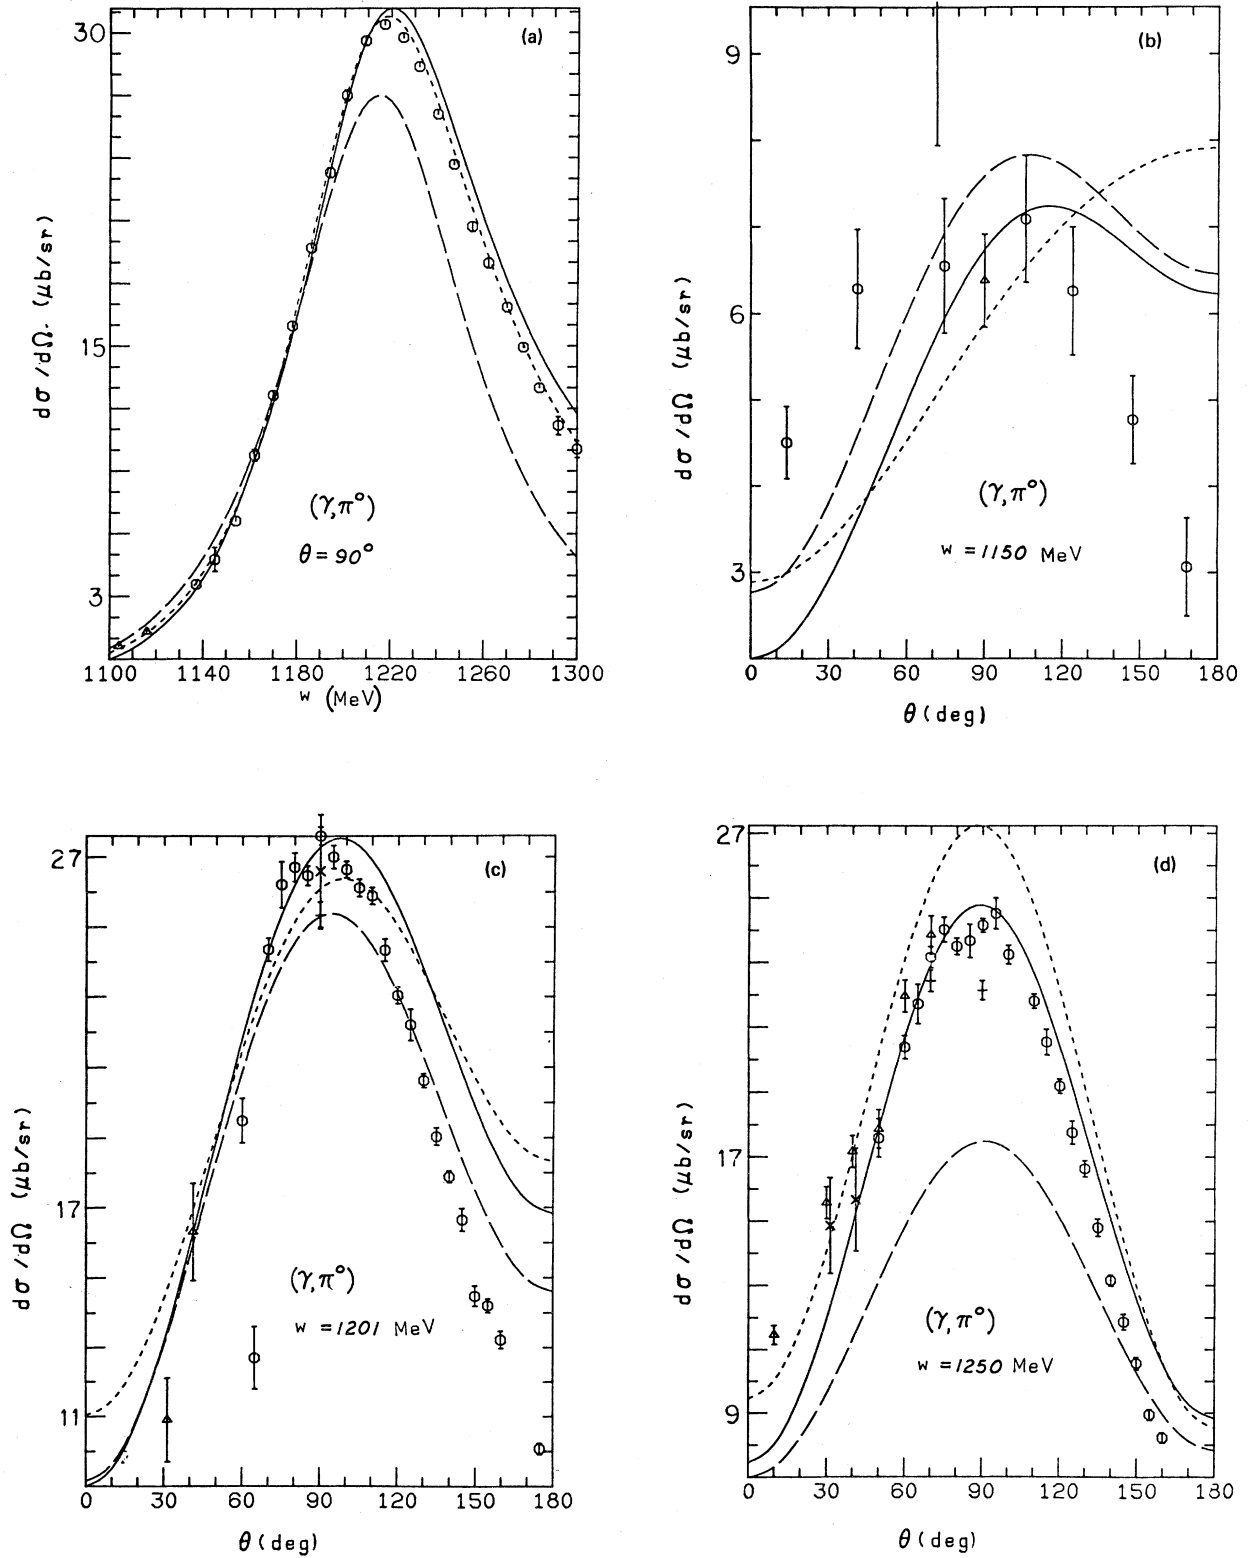 (a)
30
15
3
dσ/dΩ. (μb/sr)
(γ,π°)
θ=90°
1100 1140 1180 1220 1260 1300
w (MeV)
(b)
9
6
3
dσ/dΩ (μb/sr)
(γ,π°)
w =1150 MeV
0 30 60 90 120 150 180
θ(deg)
(c)
27
17
11
dσ/dΩ (μb/sr)
(γ,π°)
w =1201 MeV
0 30 60 90 120 150 180
θ(deg)
(d)
27
17
9
dσ/dΩ (μb/sr)
(γ,π°)
w =1250 MeV
0 30 60 90 120 150 180
θ(deg)